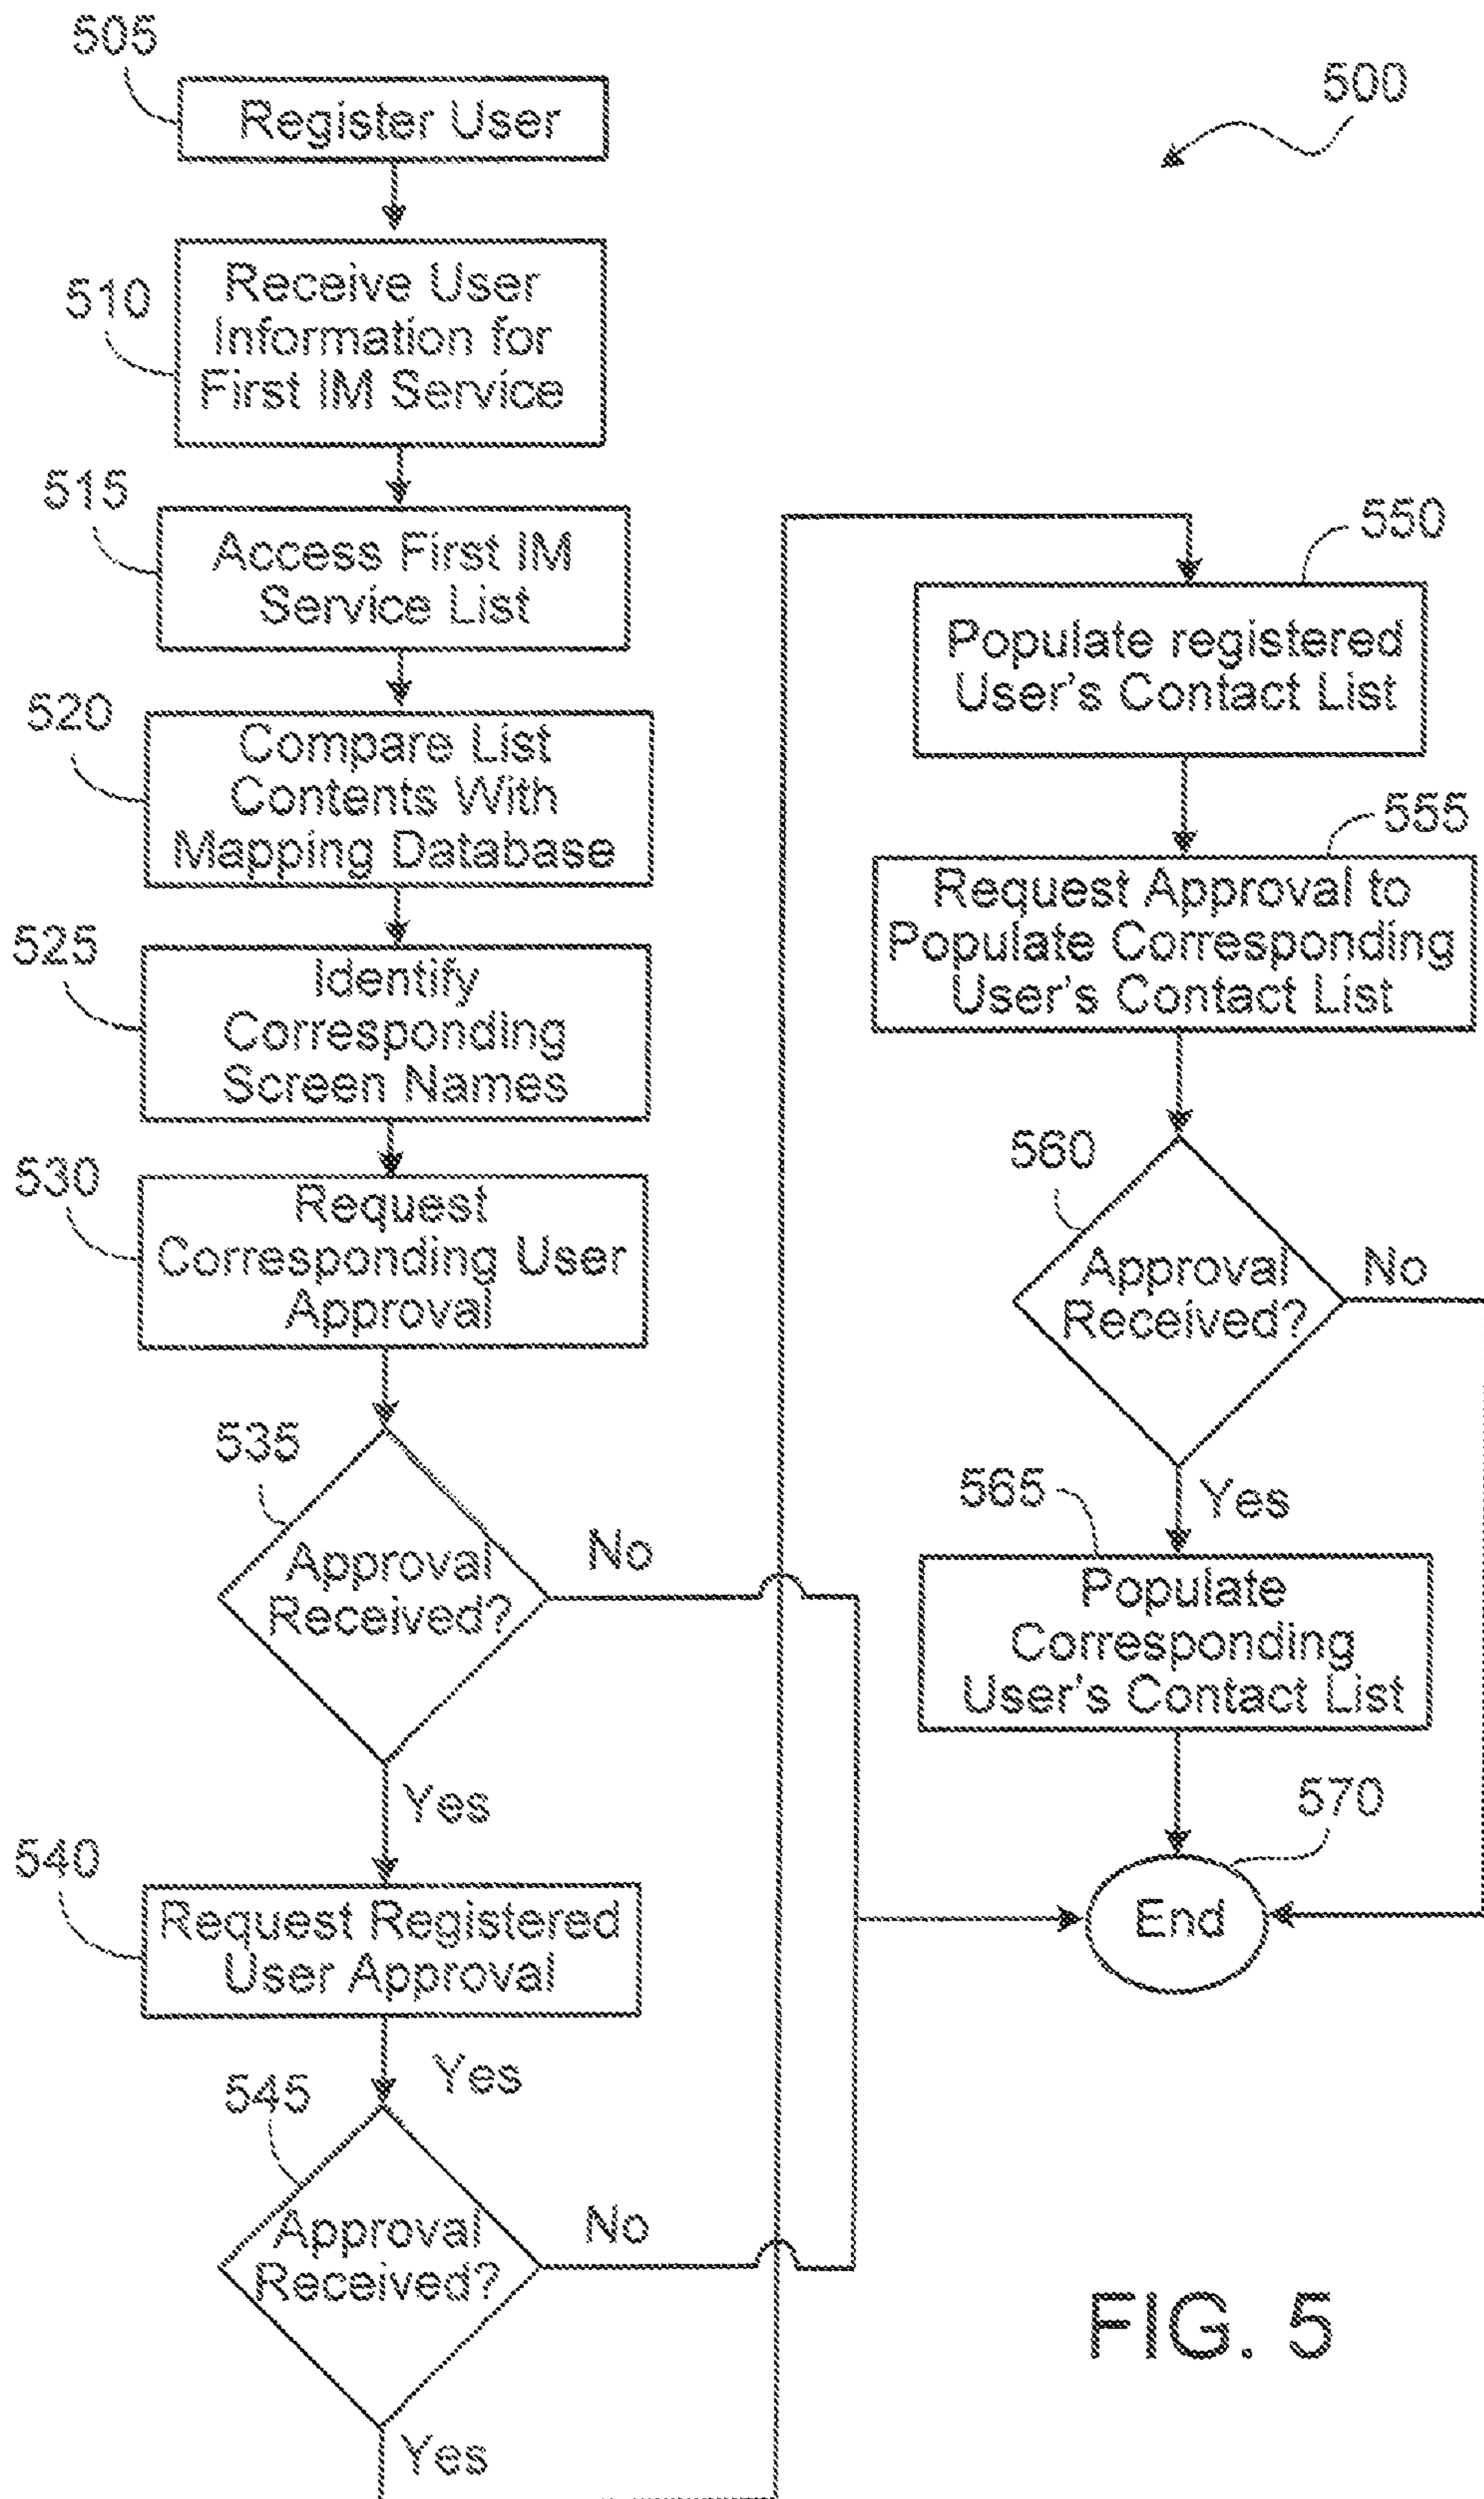 505
Register User
500
510
Receive User
Information for
First IM Service
515
Access First IM
Service List
520
Compare List
Contents With
Mapping Database
525
Identify
Corresponding
Screen Names
530
Request
Corresponding User
Approval
535
Approval
Received?
No
Yes
540
Request Registered
User Approval
Yes
545
Approval
Received?
No
Yes
550
Populate registered
User's Contact List
555
Request Approval to
Populate Corresponding
User's Contact List
560
Approval
Received?
No
Yes
565
Populate
Corresponding
User's Contact List
570
End
FIG. 5